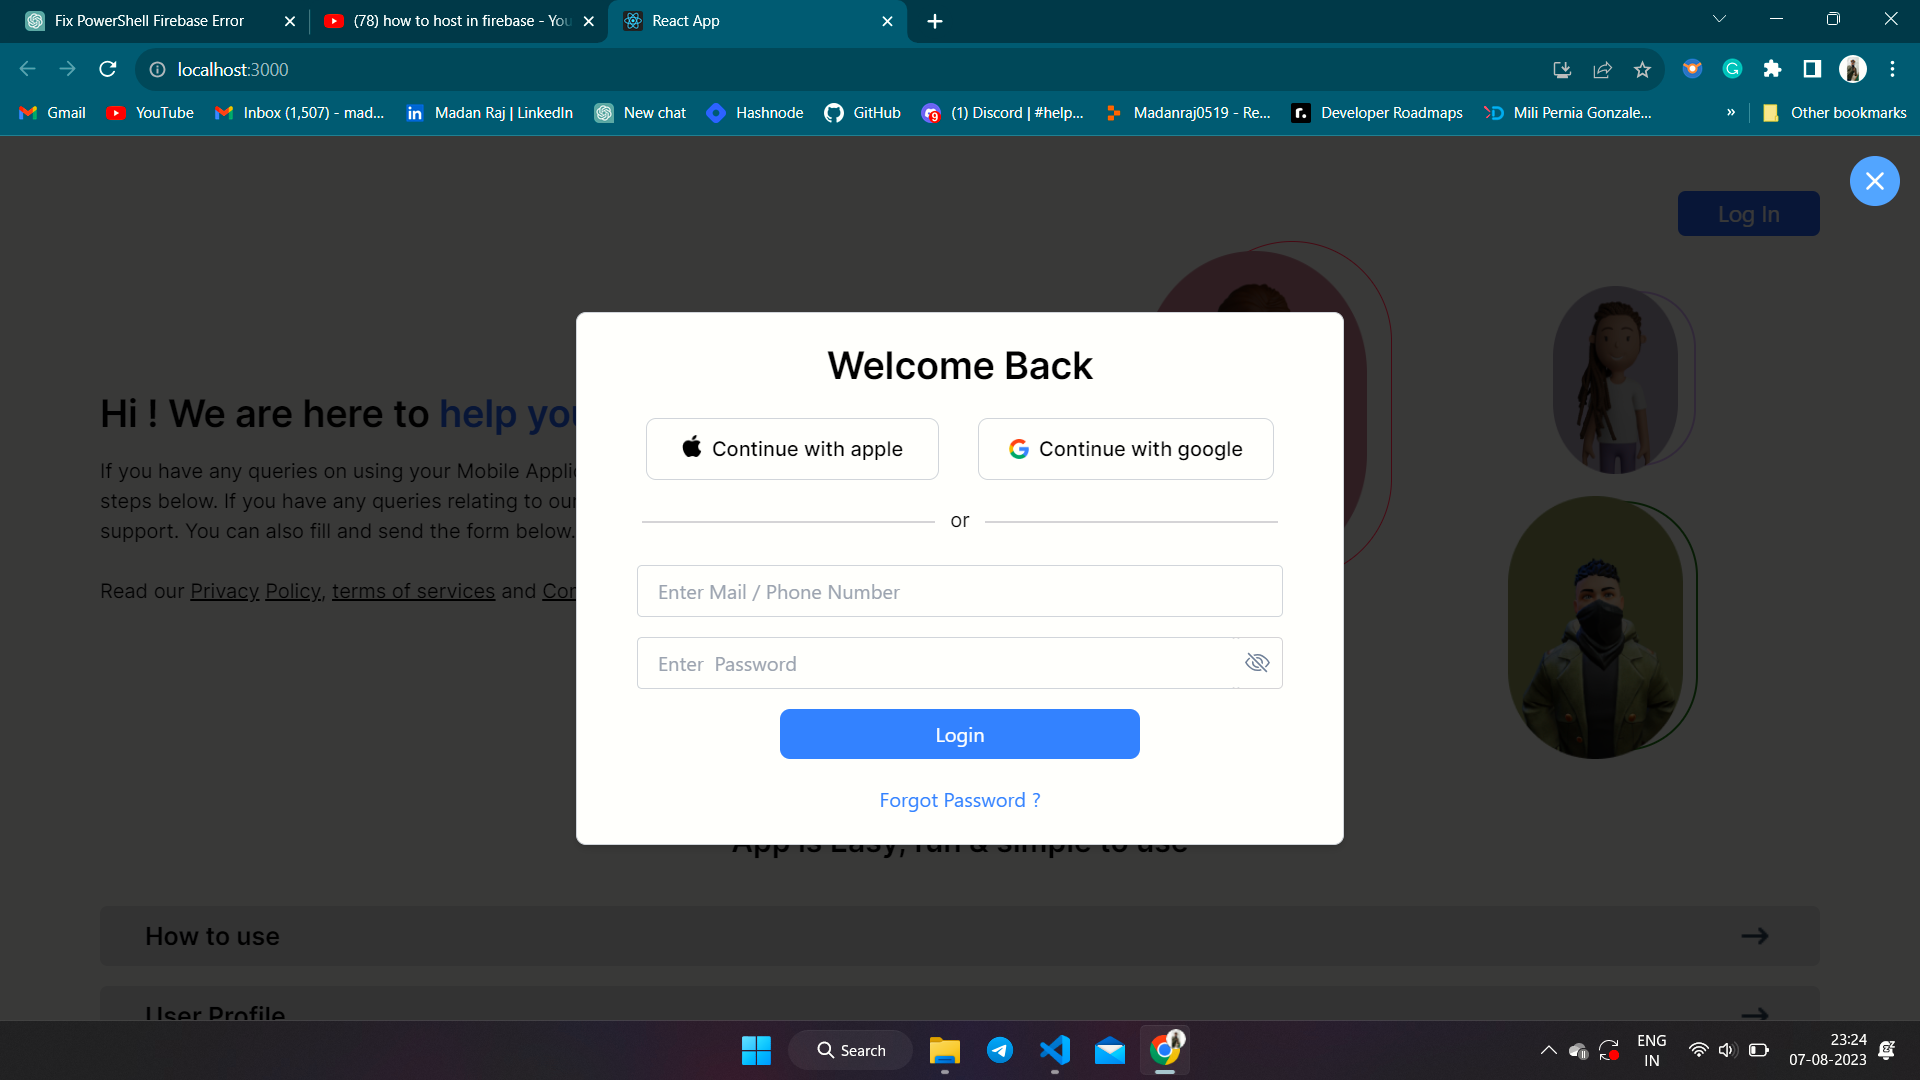 Fix PowerShell Firebase Error
(78) how to host in firebase - You
React App
localhost:3000
Gmail
YouTube
Inbox (1,507) - mad...
Madan Raj | LinkedIn
New chat
Hashnode
GitHub
9
(1) Discord | #help...
Madanraj0519 - Re...
Developer Roadmaps
Mili Pernia Gonzale...
»
Other bookmarks
Log In
Welcome Back
Hi ! We are here to help you
Continue with apple
Continue with google
If you have any queries on using your Mobile Applic
steps below. If you have any queries relating to our
support. You can also fill and send the form below.
or
Read our Privacy Policy, terms of services and Con
Enter Mail / Phone Number
Enter  Password
Login
Forgot Password ?
App is Easy, fun & simple to use
How to use
User Profile
Search
ENG
IN
23:24
07-08-2023